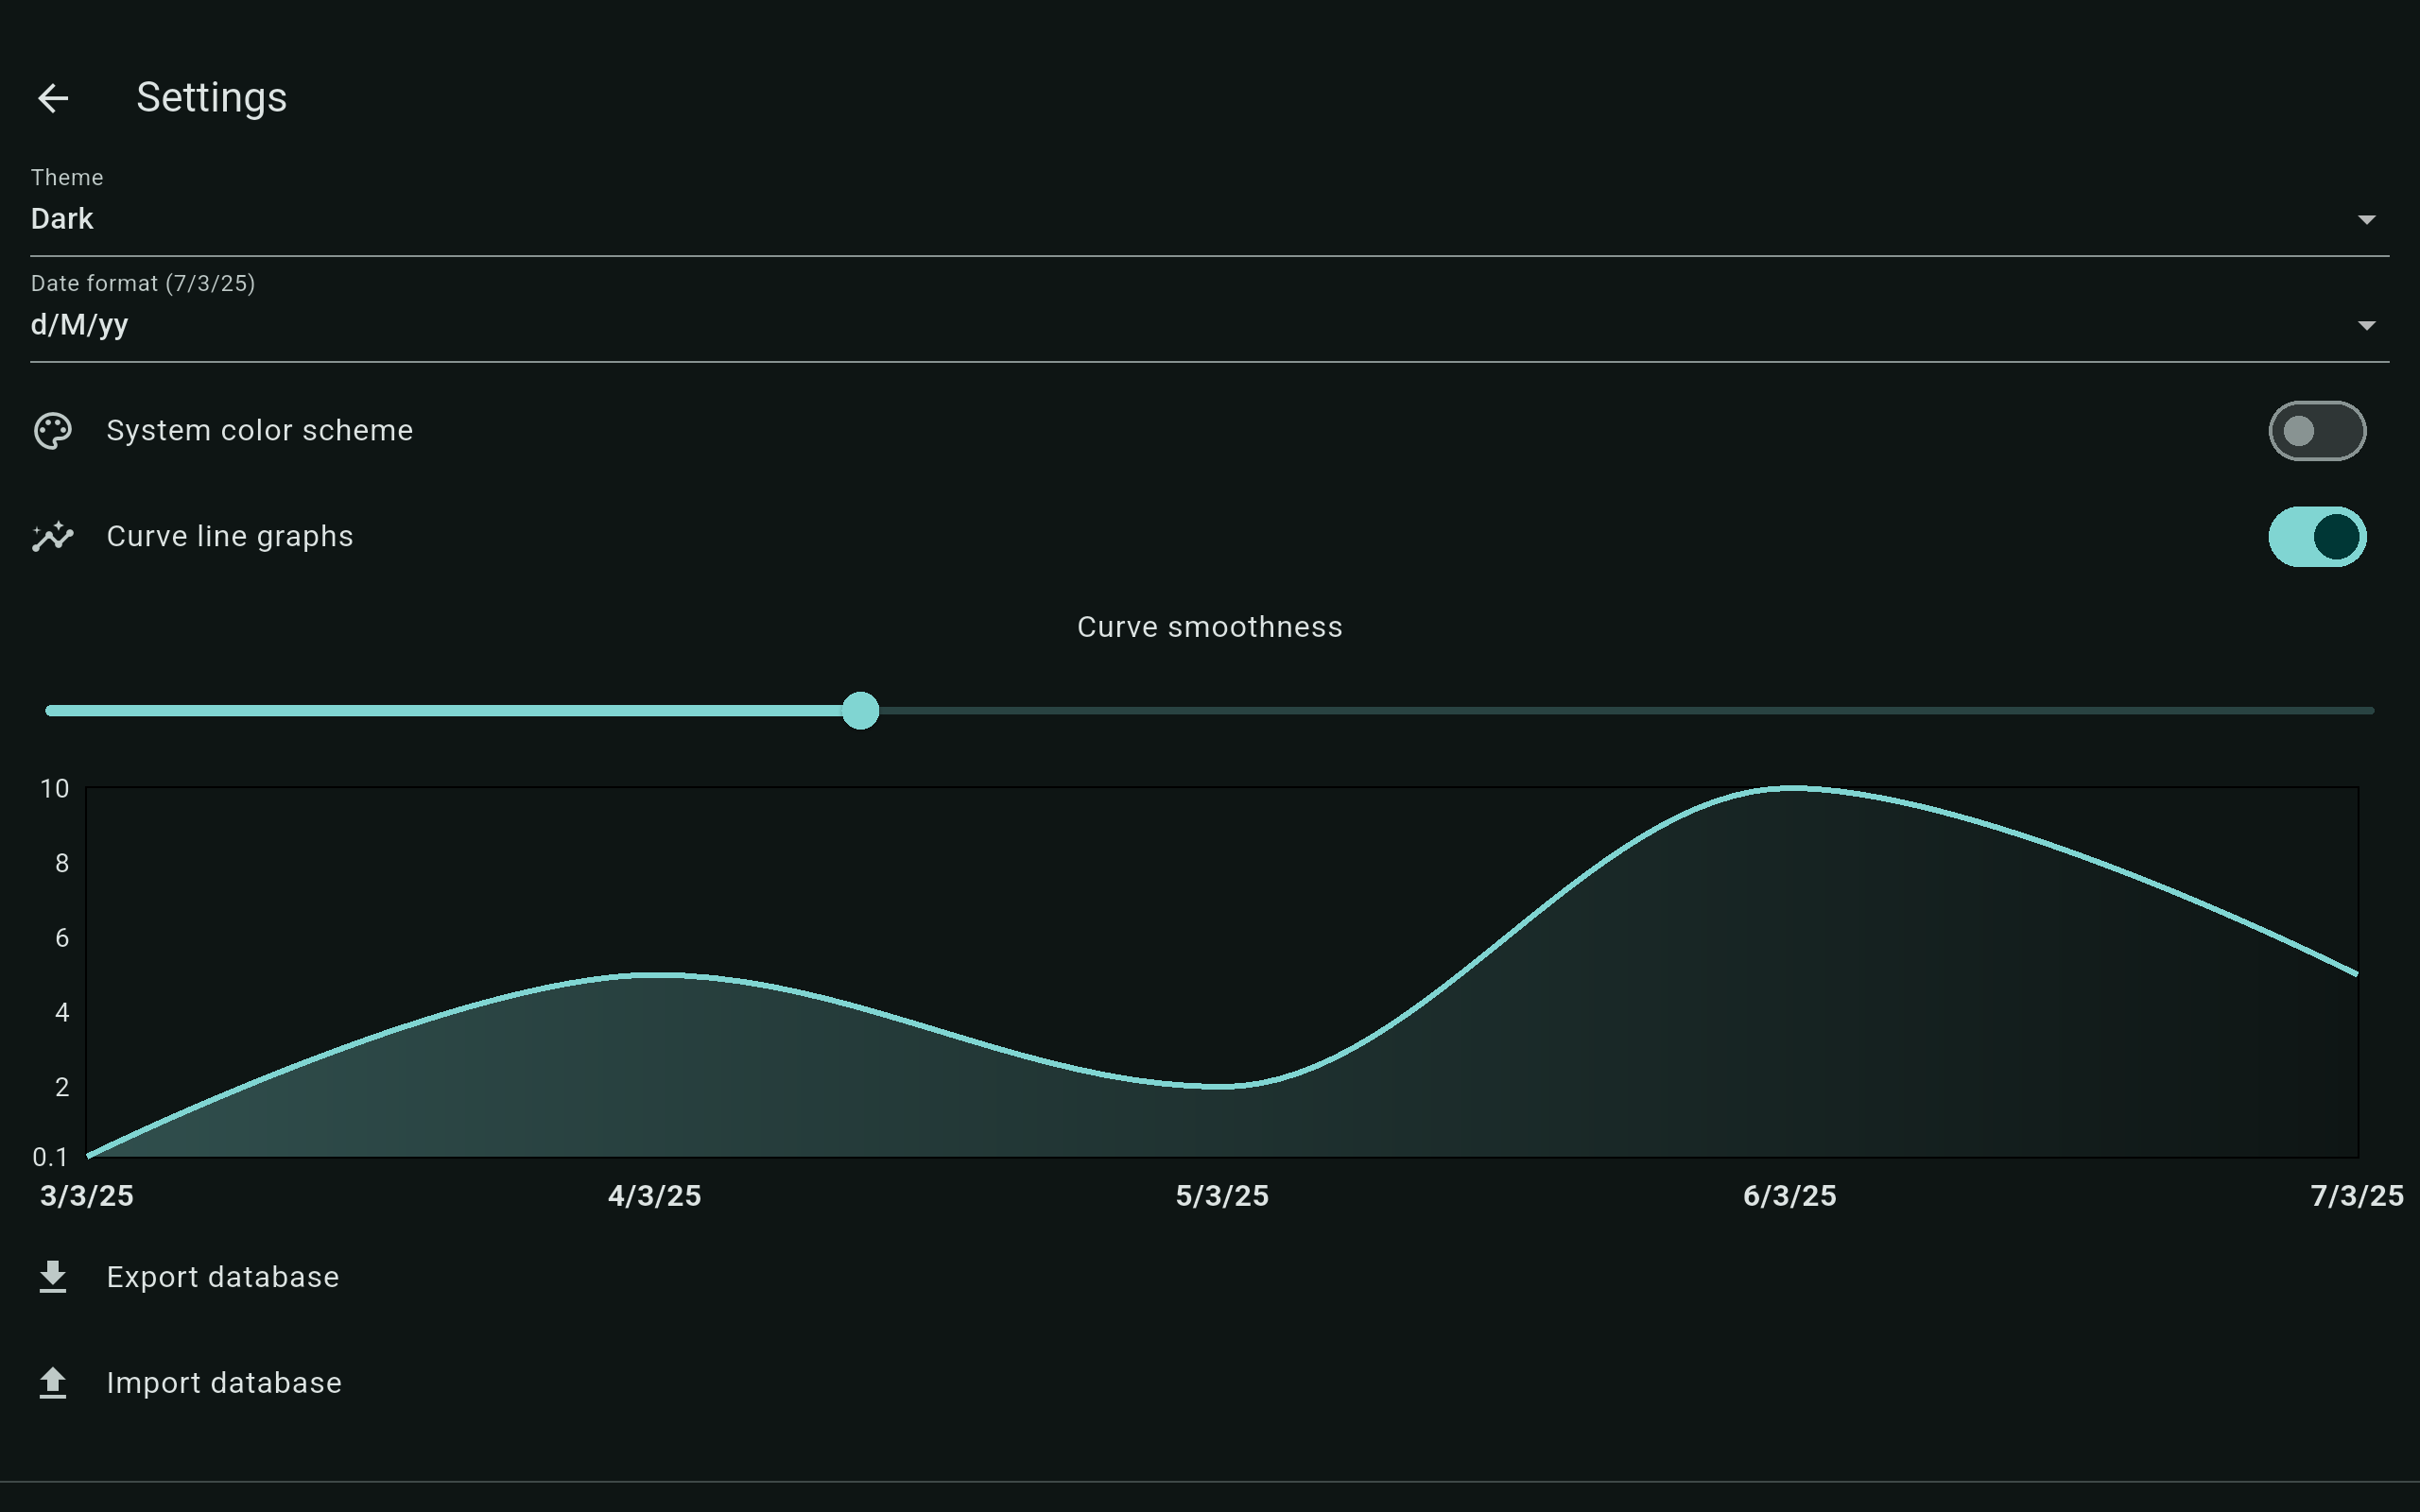 Settings
Theme
Dark
Date format (7/3/25)
d/M/yy
System color scheme
Curve line graphs
Curve smoothness
10
8
6
4
2
0.1
3/3/25 4/3/25 5/3/25 6/3/25 7/3/25
Export database
Import database